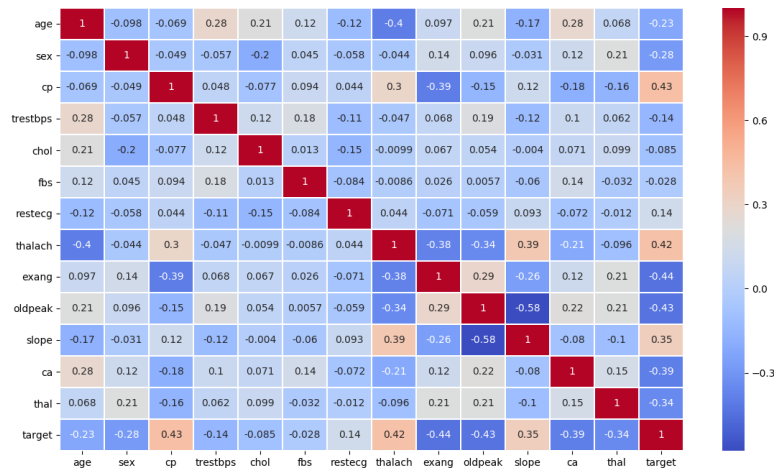 age 1 -0.098 -0.069 0.28 0.21 0.12 -0.12 -0.4 0.097 0.21 -0.17 0.28 0.068 -0.23
sex -0.098 1 -0.049 -0.057 -0.2 0.045 -0.058 -0.044 0.14 0.096 -0.031 0.12 0.21 -0.28
cp -0.069 -0.049 1 0.048 -0.077 0.094 0.044 0.3 -0.39 -0.15 0.12 -0.18 -0.16 0.43
trestbps 0.28 -0.057 0.048 1 0.12 0.18 -0.11 -0.047 0.068 0.19 -0.12 0.1 0.062 -0.14
chol 0.21 -0.2 -0.077 0.12 1 0.013 -0.15 -0.0099 0.067 0.054 -0.004 0.071 0.099 -0.085
fbs 0.12 0.045 0.094 0.18 0.013 1 -0.084 -0.0086 0.026 0.0057 -0.06 0.14 -0.032 -0.028
restecg -0.12 -0.058 0.044 -0.11 -0.15 -0.084 1 0.044 -0.071 -0.059 0.093 -0.072 -0.012 0.14
thalach -0.4 -0.044 0.3 -0.047 -0.0099 -0.0086 0.044 1 -0.38 -0.34 0.39 -0.21 -0.096 0.42
exang 0.097 0.14 -0.39 0.068 0.067 0.026 -0.071 -0.38 1 0.29 -0.26 0.12 0.21 -0.44
oldpeak 0.21 0.096 -0.15 0.19 0.054 0.0057 -0.059 -0.34 0.29 1 -0.58 0.22 0.21 -0.43
slope -0.17 -0.031 0.12 -0.12 -0.004 -0.06 0.093 0.39 -0.26 -0.58 1 -0.08 -0.1 0.35
ca 0.28 0.12 -0.18 0.1 0.071 0.14 -0.072 -0.21 0.12 0.22 -0.08 1 0.15 -0.39
thal 0.068 0.21 -0.16 0.062 0.099 -0.032 -0.012 -0.096 0.21 0.21 -0.1 0.15 1 -0.34
target -0.23 -0.28 0.43 -0.14 -0.085 -0.028 0.14 0.42 -0.44 -0.43 0.35 -0.39 -0.34 1
age sex cp trestbps chol fbs restecg thalach exang oldpeak slope ca thal target
0.9
0.6
0.3
0.0
−0.3